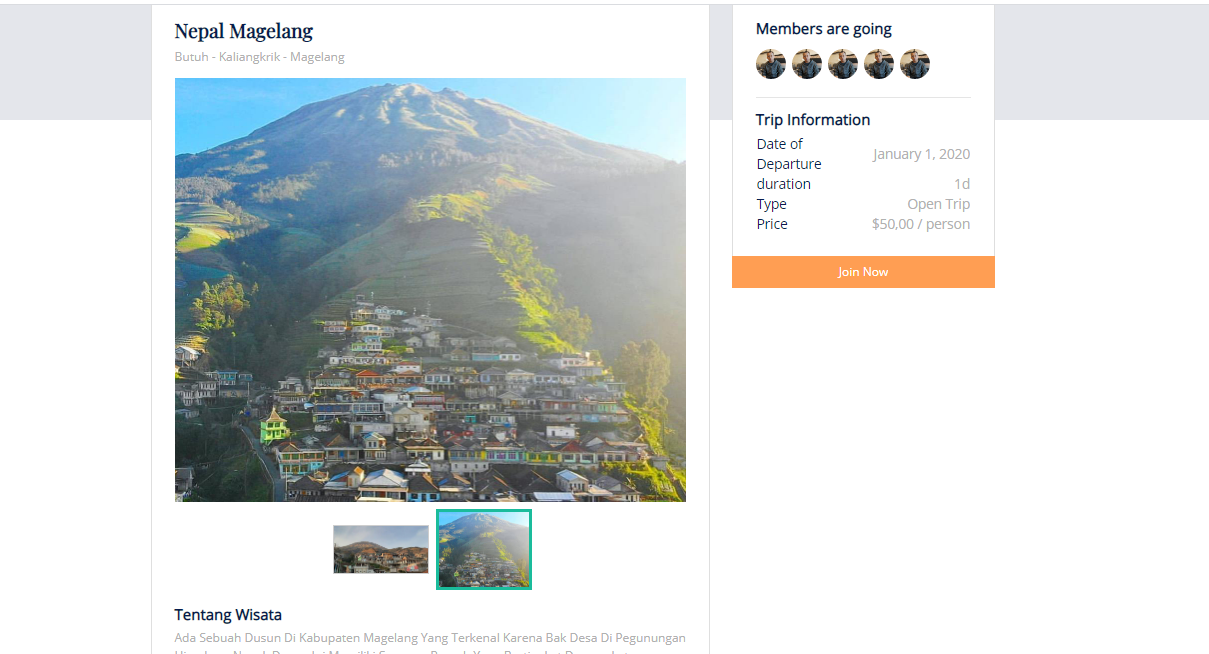 Nepal Magelang
Butuh - Kaliangkrik - Magelang
Tentang Wisata
Ada Sebuah Dusun Di Kabupaten Magelang Yang Terkenal Karena Bak Desa Di Pegunungan
Members are going
Trip Information
Date of
Departure
January 1, 2020
duration
1d
Type
Open Trip
Price
$50,00 / person
Join Now